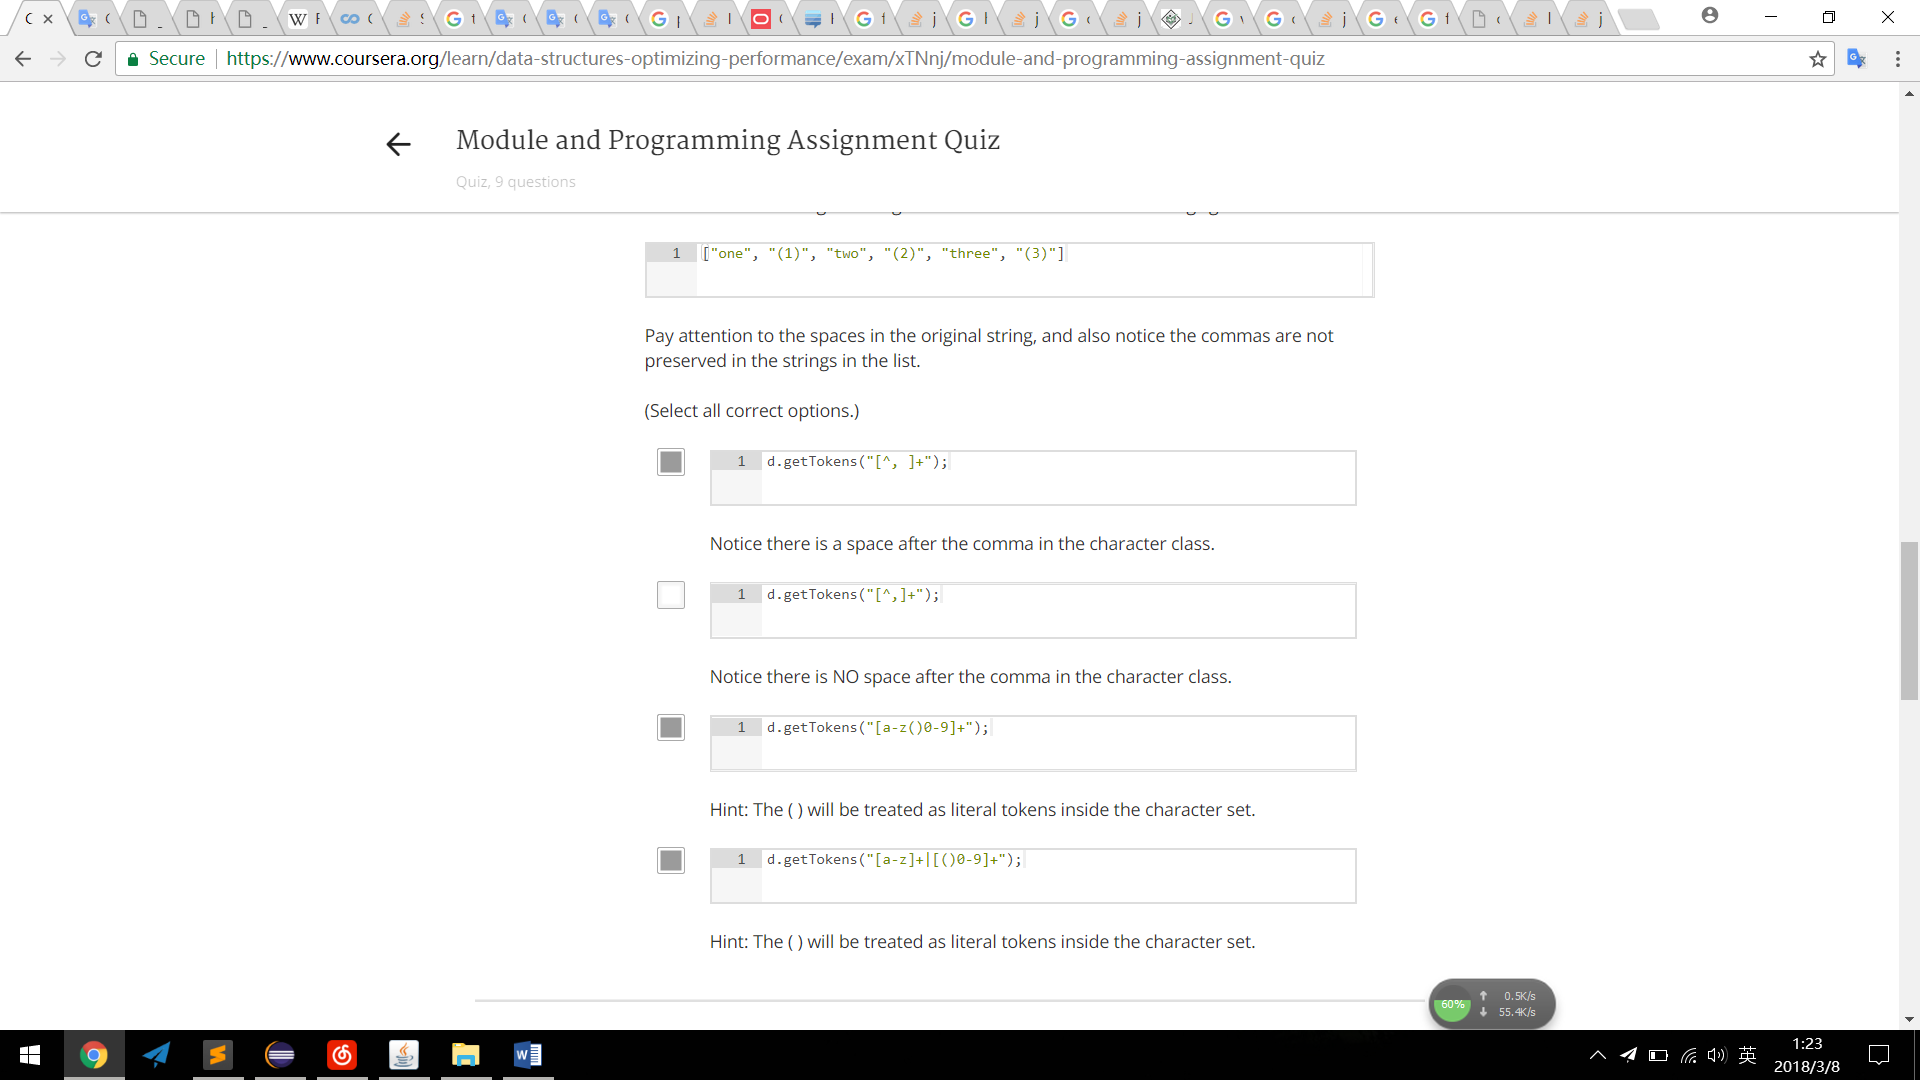 Secure https://www.coursera.org/learn/data-structures-optimizing-performance/exam/xTNnj/module-and-programming-assignment-quiz
Module and Programming Assignment Quiz
Quiz, 9 questions
1 ["one", "(1)", "two", "(2)", "three", "(3)"]
Pay attention to the spaces in the original string, and also notice the commas are not
preserved in the strings in the list.
(Select all correct options.)
1 d.getTokens("[^, ]+");
Notice there is a space after the comma in the character class.
1 d.getTokens("[^,]+");
Notice there is NO space after the comma in the character class.
1 d.getTokens("[a-z()0-9]+");
Hint: The ( ) will be treated as literal tokens inside the character set.
1 d.getTokens("[a-z]+|[()0-9]+");
Hint: The ( ) will be treated as literal tokens inside the character set.
60% 0.5K/s
55.4K/s
英
1:23
2018/3/8